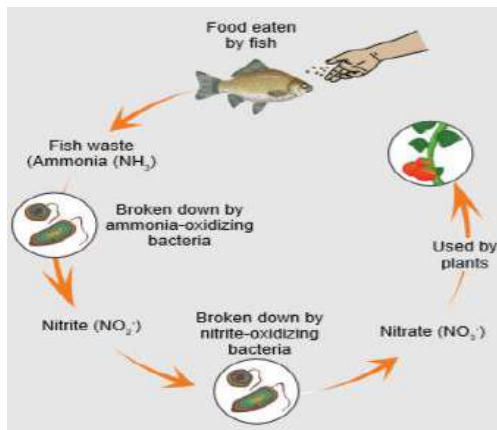 Food eaten
by fish
Fish waste
(Ammonia (NH₃)
Broken down by
ammonia-oxidizing
bacteria
Nitrite (NO₂⁻)
Broken down by
nitrite-oxidizing
bacteria
Nitrate (NO₃⁻)
Used by
plants